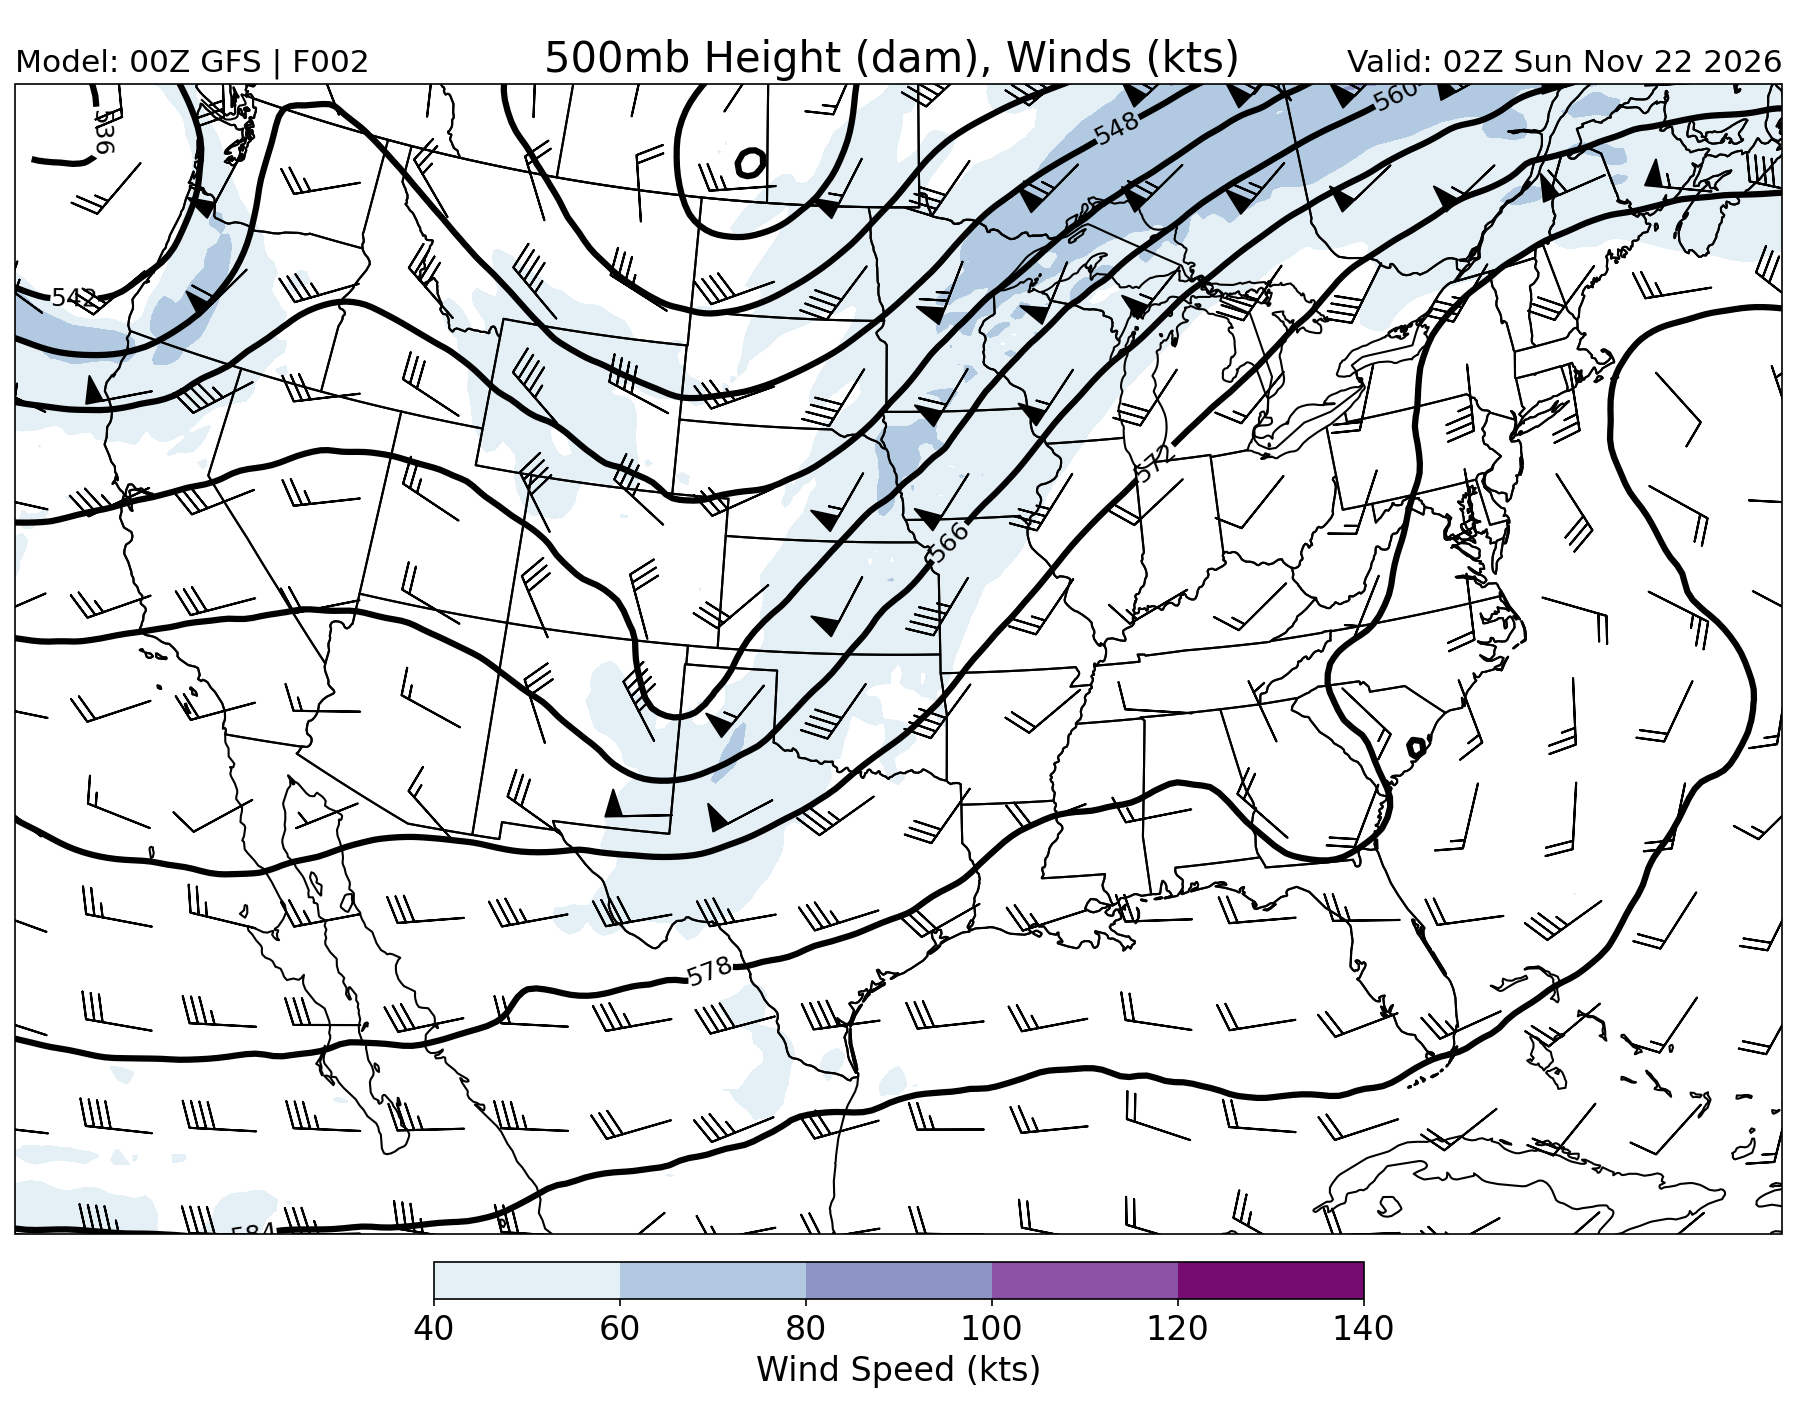 500mb Height (dam), Winds (kts)
Model: 00Z GFS | F002
Valid: 02Z Sun Nov 22 2026
536
560
548
542
572
566
578
584
40 60 80 100 120 140
Wind Speed (kts)